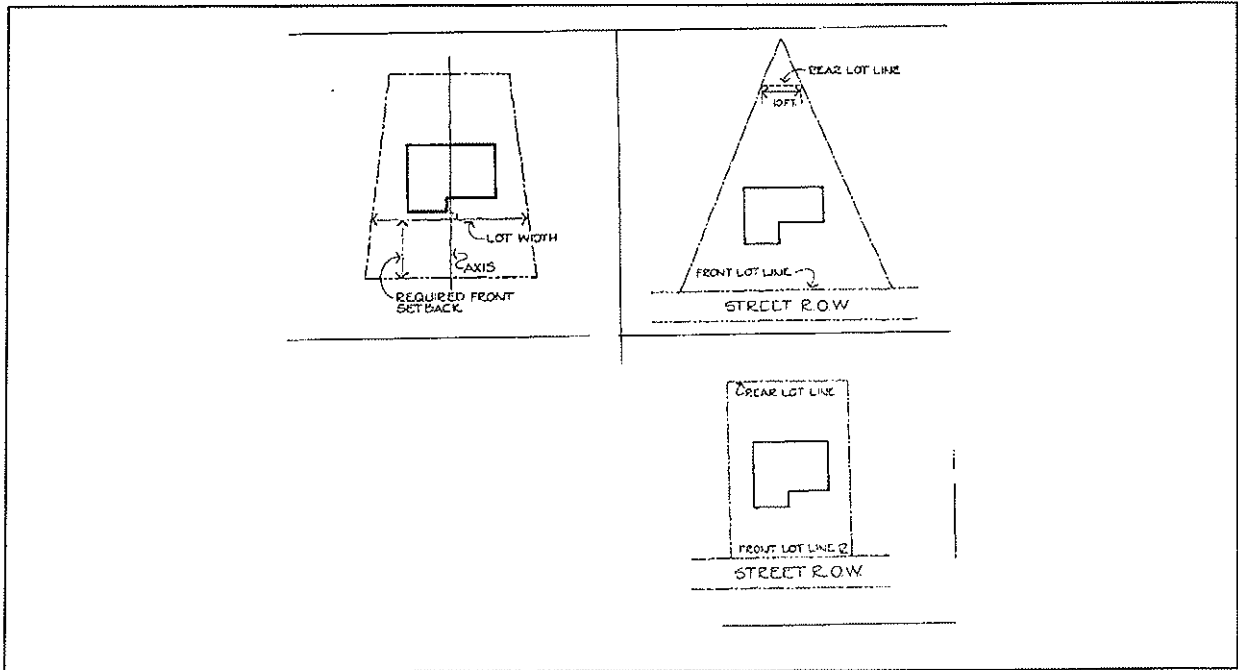 LOT WIDTH
AXIS
REQUIRED FRONT
SETBACK
REAR LOT LINE
10FT.
FRONT LOT LINE
STREET R.O.W
REAR LOT LINE
FRONT LOT LINE
STREET R.O.W.